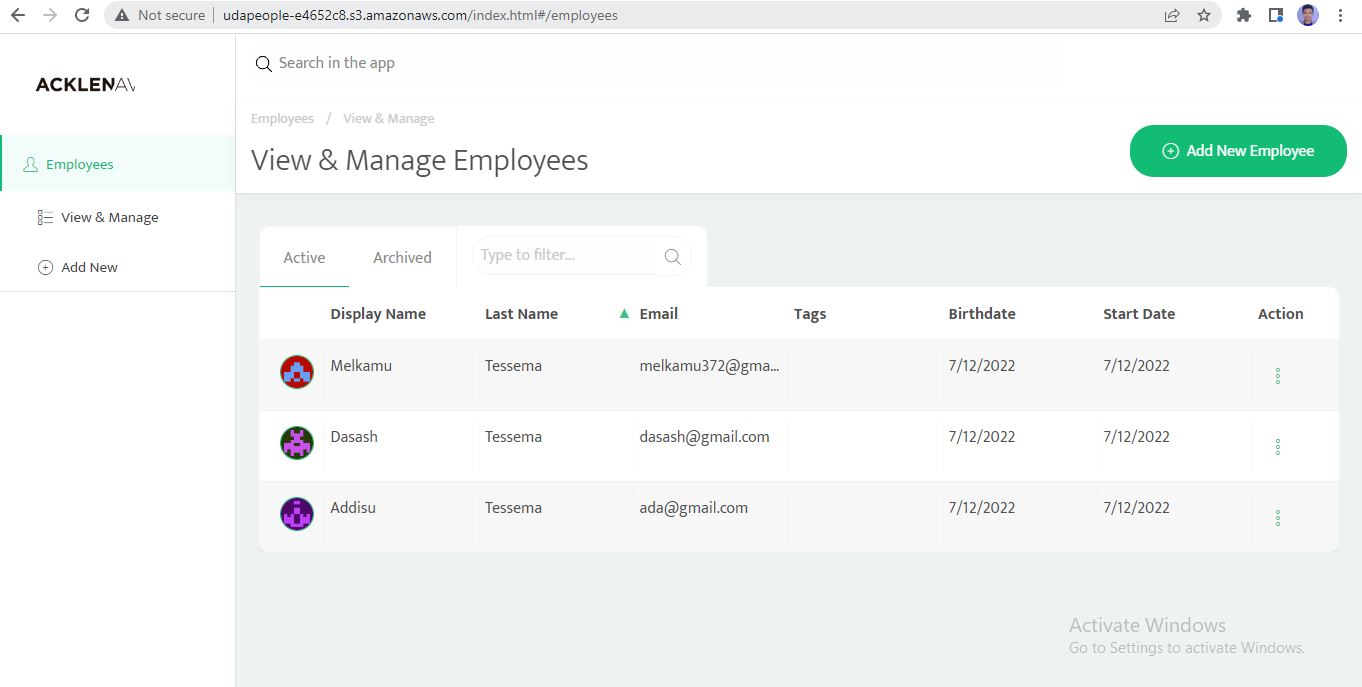 Not secure | udapeople-e4652c8.s3.amazonaws.com/index.html#/employees
ACKLENAV
Search in the app
Employees / View & Manage
View & Manage Employees
Add New Employee
Employees
View & Manage
Add New
Active Archived Type to filter...
Display Name Last Name ▲ Email Tags Birthdate Start Date Action
Melkamu Tessema melkamu372@gma... 7/12/2022 7/12/2022
Dasash Tessema dasash@gmail.com 7/12/2022 7/12/2022
Addisu Tessema ada@gmail.com 7/12/2022 7/12/2022
Activate Windows
Go to Settings to activate Windows.